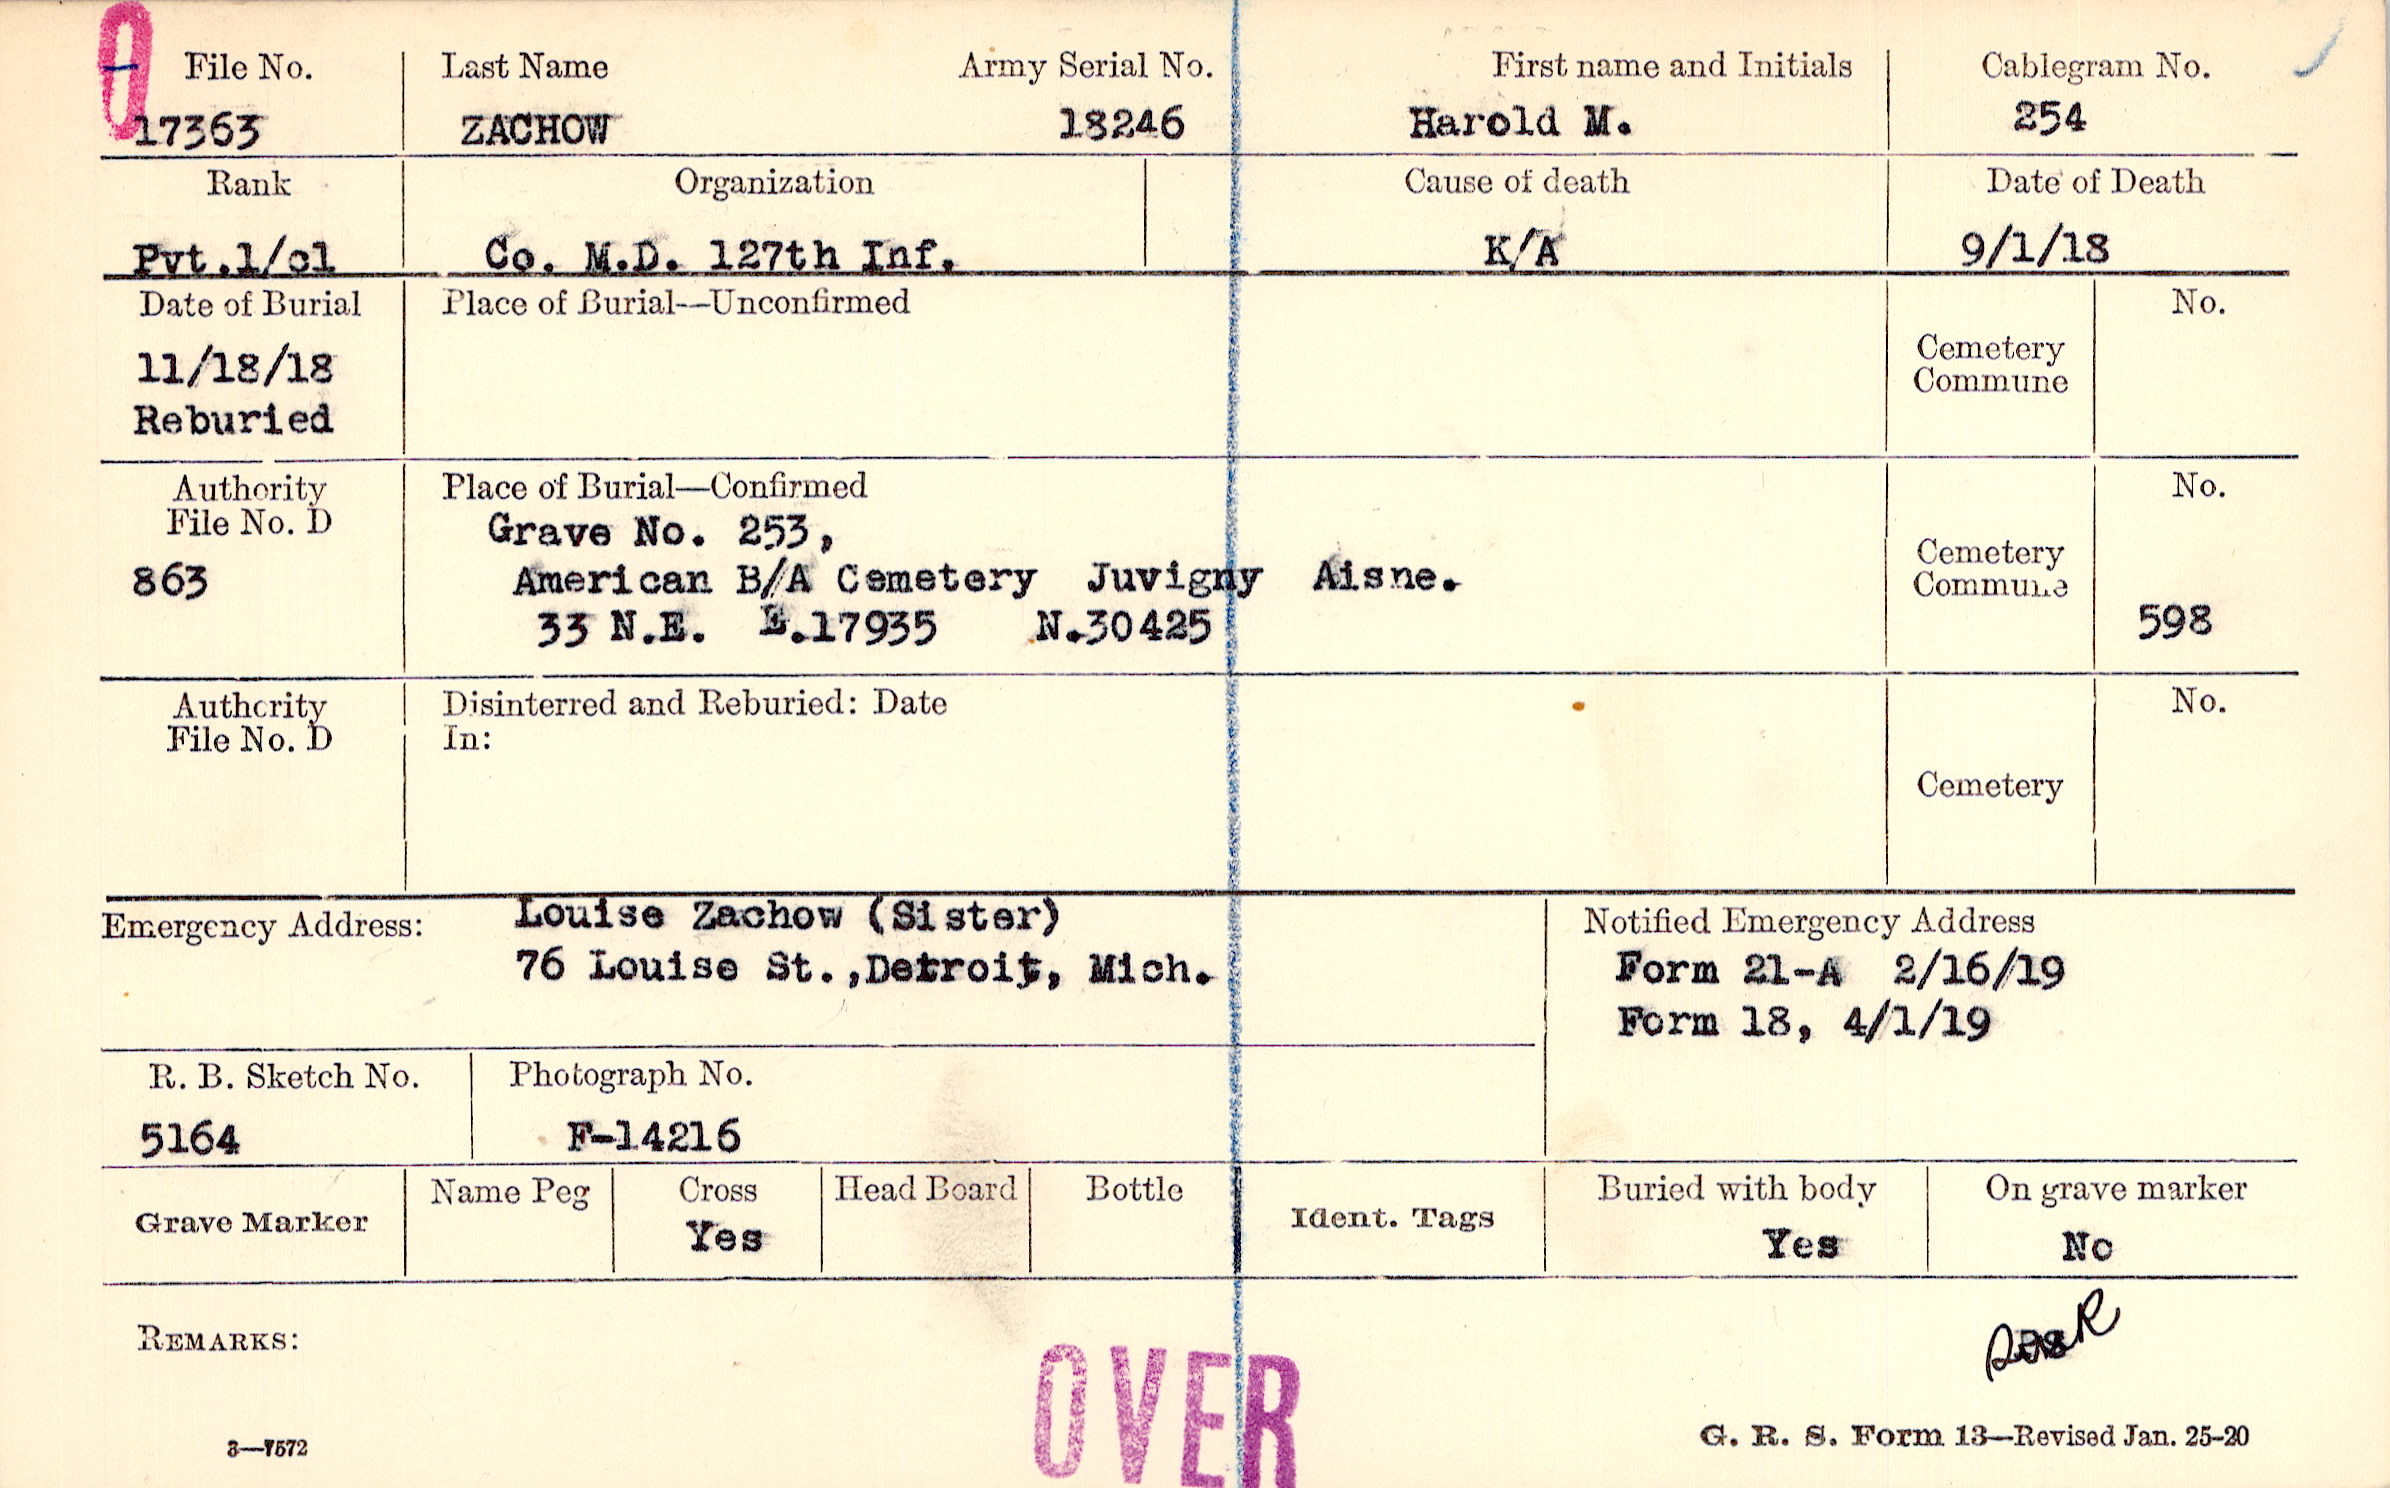 File No. Last Name Army Serial No. First name and Initials Cablegram No.
17363 ZACHOW 18246 Harold M. 254
Rank Organization Cause of death Date of Death
Pvt.1/cl Co. M.D. 127th Inf. K/A 9/1/18
Date of Burial Place of Burial—Unconfirmed No.
11/18/18 Cemetery
Commune
Reburied
Authority Place of Burial—Confirmed No.
File No. D Grave No. 253,
863 American B/A Cemetery Juvigny Aisne. Cemetery
Commune
33 N.E. E.17935 N.30425 598
Authority Disinterred and Reburied: Date No.
File No. D In:
Cemetery
Emergency Address: Louise Zachow (Sister) Notified Emergency Address
76 Louise St.,Detroit, Mich. Form 21-A 2/16/19
Form 18, 4/1/19
R. B. Sketch No. Photograph No.
5164 F-14216
Grave Marker Name Peg Cross Head Board Bottle Ident. Tags Buried with body On grave marker
Yes Yes No
REMARKS:
OVER
3—7572 G. R. S. Form 13—Revised Jan. 25-20